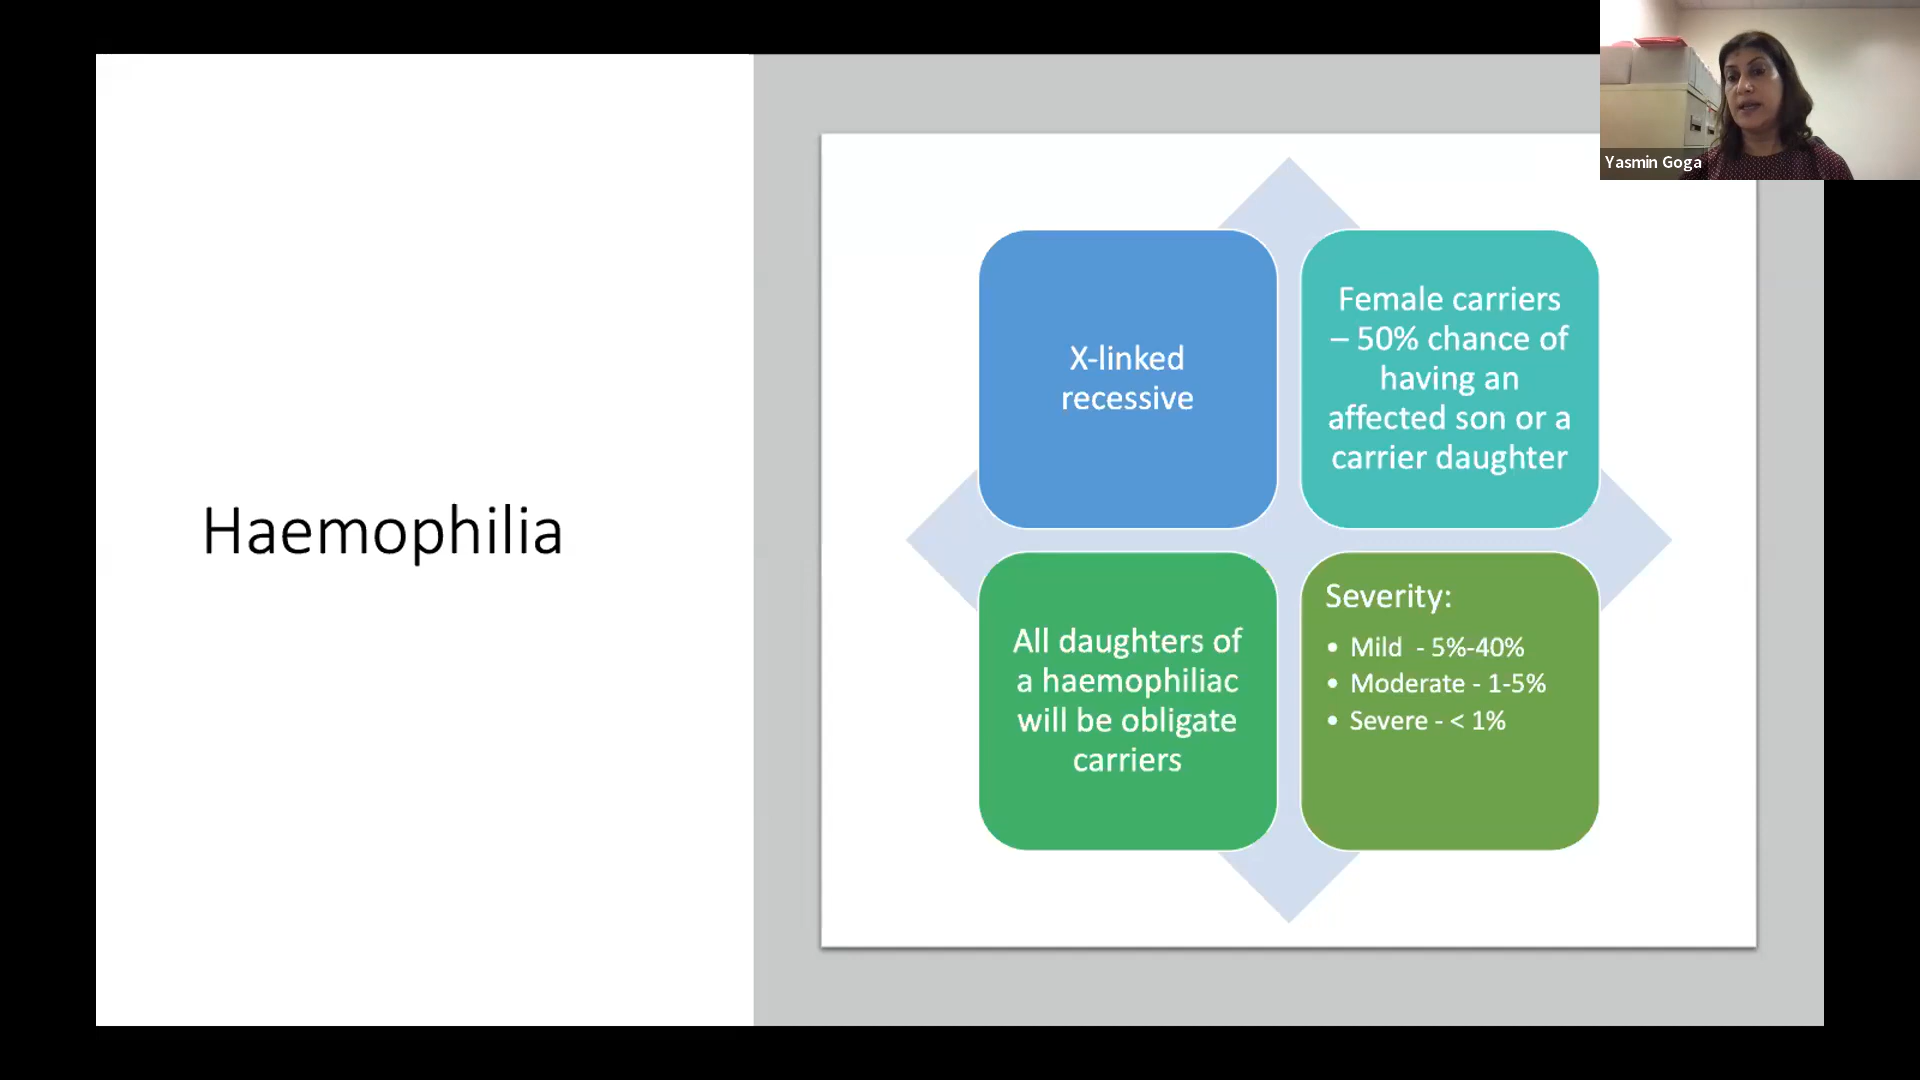 Haemophilia
X-linked
recessive
Female carriers
– 50% chance of
having an
affected son or a
carrier daughter
All daughters of
a haemophiliac
will be obligate
carriers
Severity:
• Mild  - 5%-40%
• Moderate - 1-5%
• Severe - < 1%
Yasmin Goga